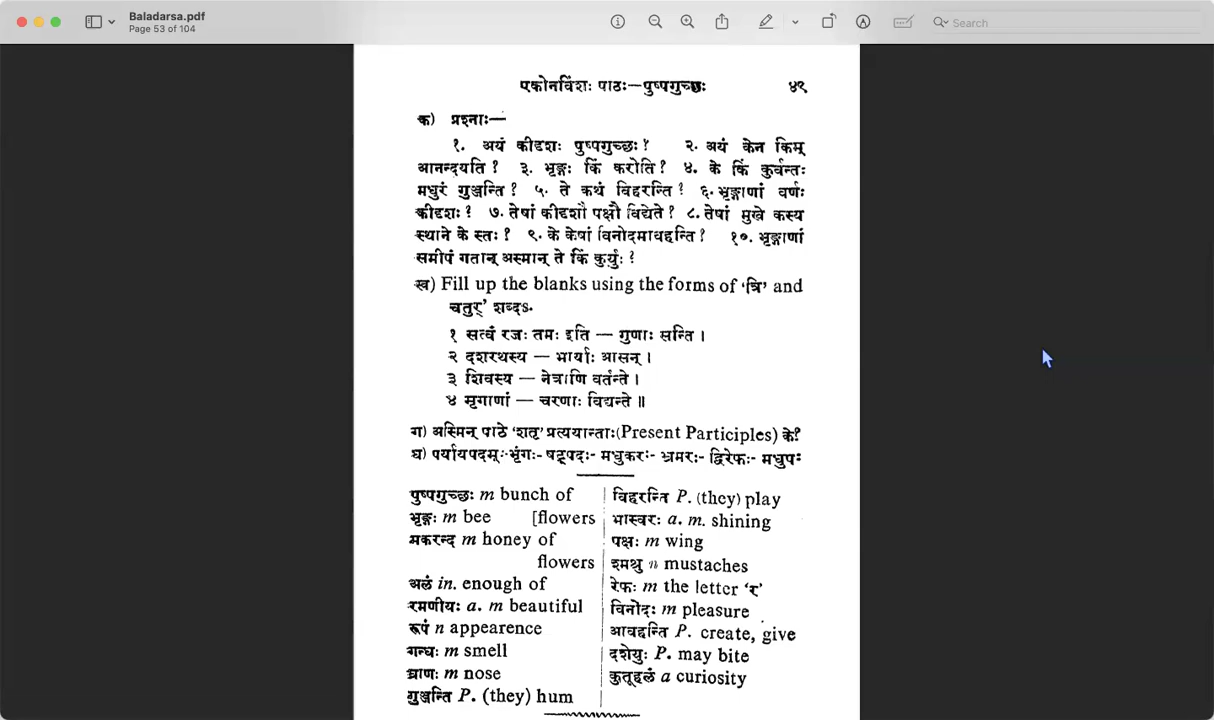 Baladarsa.pdf
Page 53 of 104
Search
एकोनविंशः पाठः—पुष्पगुच्छः ४९
क) प्रश्नाः—
१. अयं कीदृशः पुष्पगुच्छः? २. अयं केन किम्
आनन्दयति? ३. भृङ्गः किं करोति? ४. के किं कुर्वन्तः
मधुरं गुञ्जन्ति? ५. ते कथं विहरन्ति? ६. भृङ्गाणां वर्णः
कीदृशः? ७. तेषां कीदृशौ पक्षौ विद्येते? ८. तेषां मुखे कस्य
स्थाने के स्तः? ९. के केषां विनोदमावहन्ति? १०. भृङ्गाणां
समीपं गतान् अस्मान् ते किं कुर्युः?
ख) Fill up the blanks using the forms of ‘त्रि’ and
चतुर्’ शब्दs.
१ सत्वं रजः तमः इति — गुणाः सन्ति।
२ दशरथस्य — भार्याः आसन्।
३ शिवस्य — नेत्राणि वर्तन्ते।
४ मृगाणां — चरणाः विद्यन्ते॥
ग) अस्मिन् पाठे ‘शतृ’ प्रत्ययान्ताः(Present Participles) के?
घ) पर्यायपदम्:-भृंगः- षट्पदः- मधुकरः- भ्रमरः- द्विरेफः- मधुपः
पुष्पगुच्छः m bunch of
भृङ्गः m bee [flowers
मकरन्द m honey of
flowers
अलं in. enough of
रमणीयः a. m beautiful
रूपं n appearence
गन्धः m smell
घ्राणः m nose
गुञ्जन्ति P. (they) hum
विहरन्ति P. (they) play
भास्वरः a. m. shining
पक्षः m wing
श्मश्रु n mustaches
रेफः m the letter ‘र’
विनोदः m pleasure
आवहन्ति P. create, give
दशेयुः P. may bite
कुतूहलं a curiosity